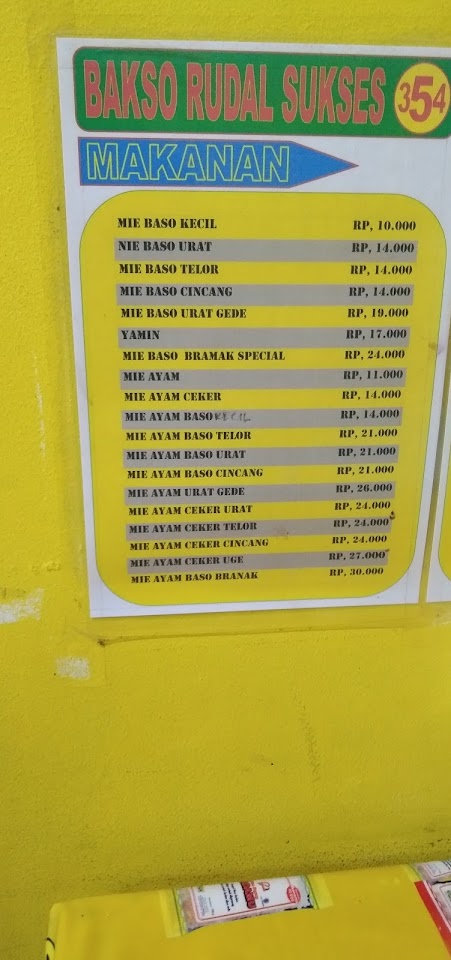 BAKSO RUDAL SUKSES 354
MAKANAN
MIE BASO KECIL RP, 10.000
NIE BASO URAT RP, 14.000
MIE BASO TELOR RP, 14.000
MIE BASO CINCANG RP, 14.000
MIE BASO URAT GEDE RP, 19.000
YAMIN RP, 17.000
MIE BASO BRAMAK SPECIAL RP, 24.000
MIE AYAM RP, 11.000
MIE AYAM CEKER RP, 14.000
MIE AYAM BASO KECIL RP, 14.000
MIE AYAM BASO TELOR RP, 21.000
MIE AYAM BASO URAT RP, 21.000
MIE AYAM BASO CINCANG RP, 21.000
MIE AYAM URAT GEDE RP, 26.000
MIE AYAM CEKER URAT RP, 24.000
MIE AYAM CEKER TELOR RP, 24.000
MIE AYAM CEKER CINCANG RP, 24.000
MIE AYAM CEKER UGE RP, 27.000
MIE AYAM BASO BRANAK RP, 30.000